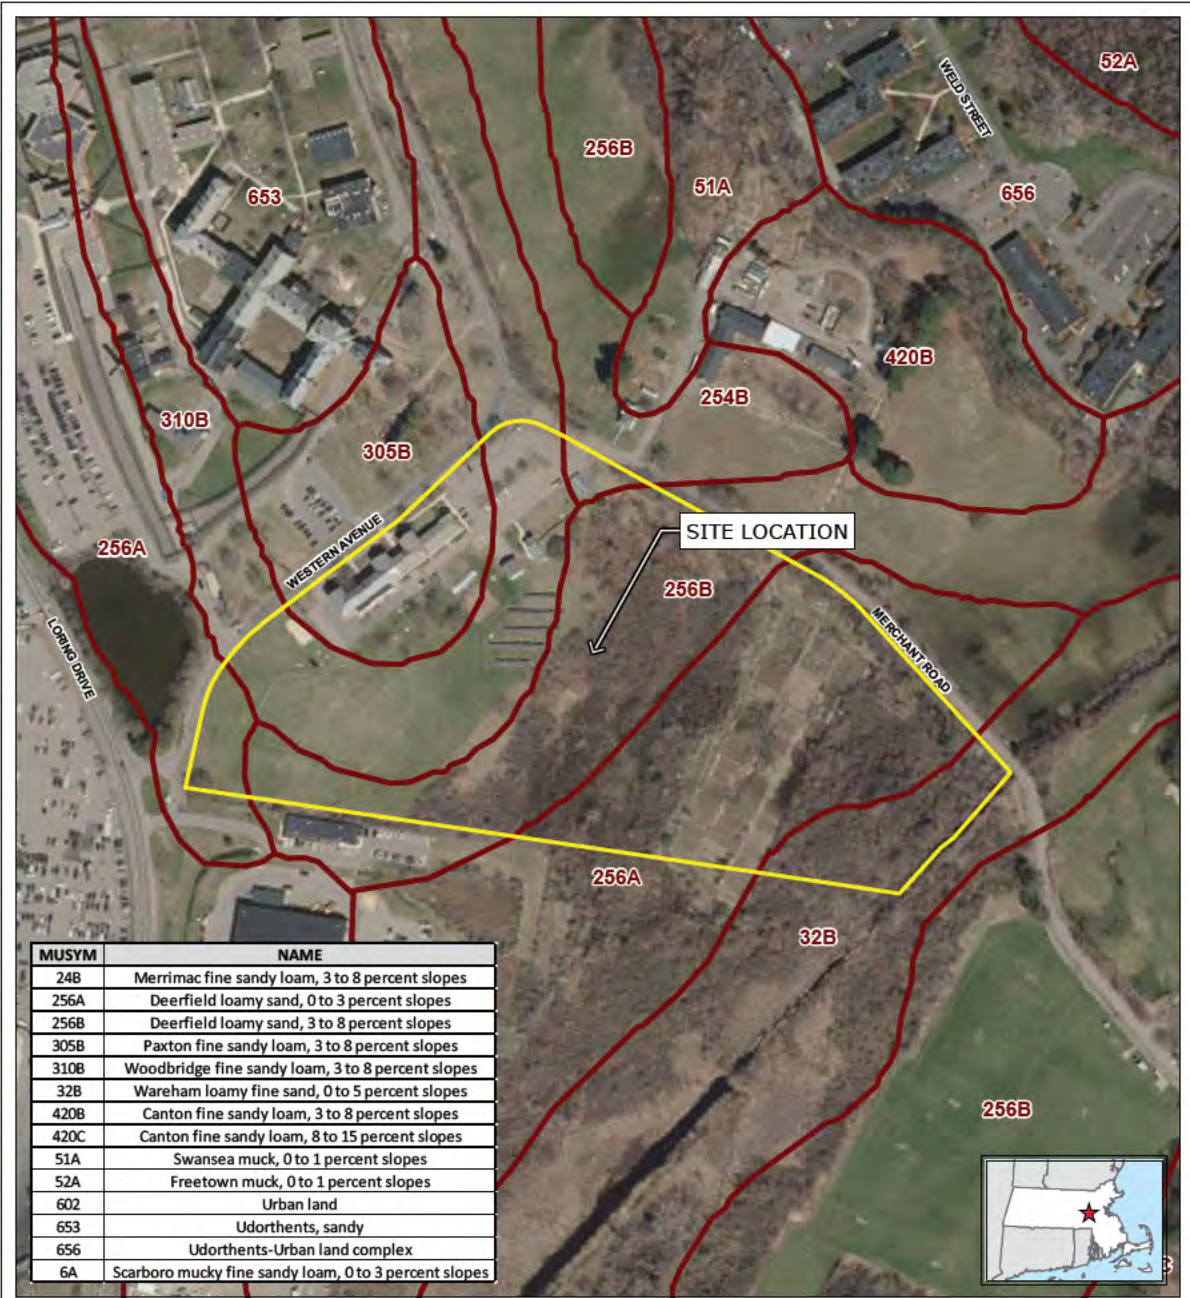 52A
WELD STREET
256B
51A
653
656
420B
254B
310B
305B
SITE LOCATION
WESTERN AVENUE
256A
256B
LORING DRIVE
MERCHANT ROAD
256A
32B
256B
MUSYM NAME
24B Merrimac fine sandy loam, 3 to 8 percent slopes
256A Deerfield loamy sand, 0 to 3 percent slopes
256B Deerfield loamy sand, 3 to 8 percent slopes
305B Paxton fine sandy loam, 3 to 8 percent slopes
310B Woodbridge fine sandy loam, 3 to 8 percent slopes
32B Wareham loamy fine sand, 0 to 5 percent slopes
420B Canton fine sandy loam, 3 to 8 percent slopes
420C Canton fine sandy loam, 8 to 15 percent slopes
51A Swansea muck, 0 to 1 percent slopes
52A Freetown muck, 0 to 1 percent slopes
602 Urban land
653 Udorthents, sandy
656 Udorthents-Urban land complex
6A Scarboro mucky fine sandy loam, 0 to 3 percent slopes